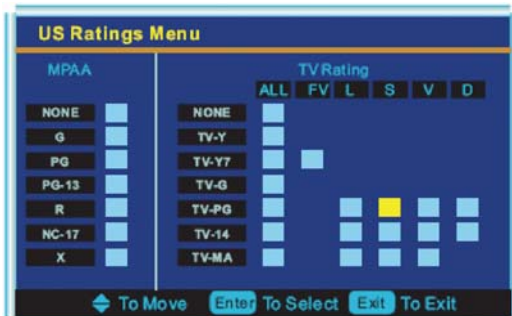 US Ratings Menu
MPAA
TV Rating
ALL FV L S V D
NONE NONE
G TV-Y
PG TV-Y7
PG-13 TV-G
R TV-PG
NC-17 TV-14
X TV-MA
To Move Enter To Select Exit To Exit